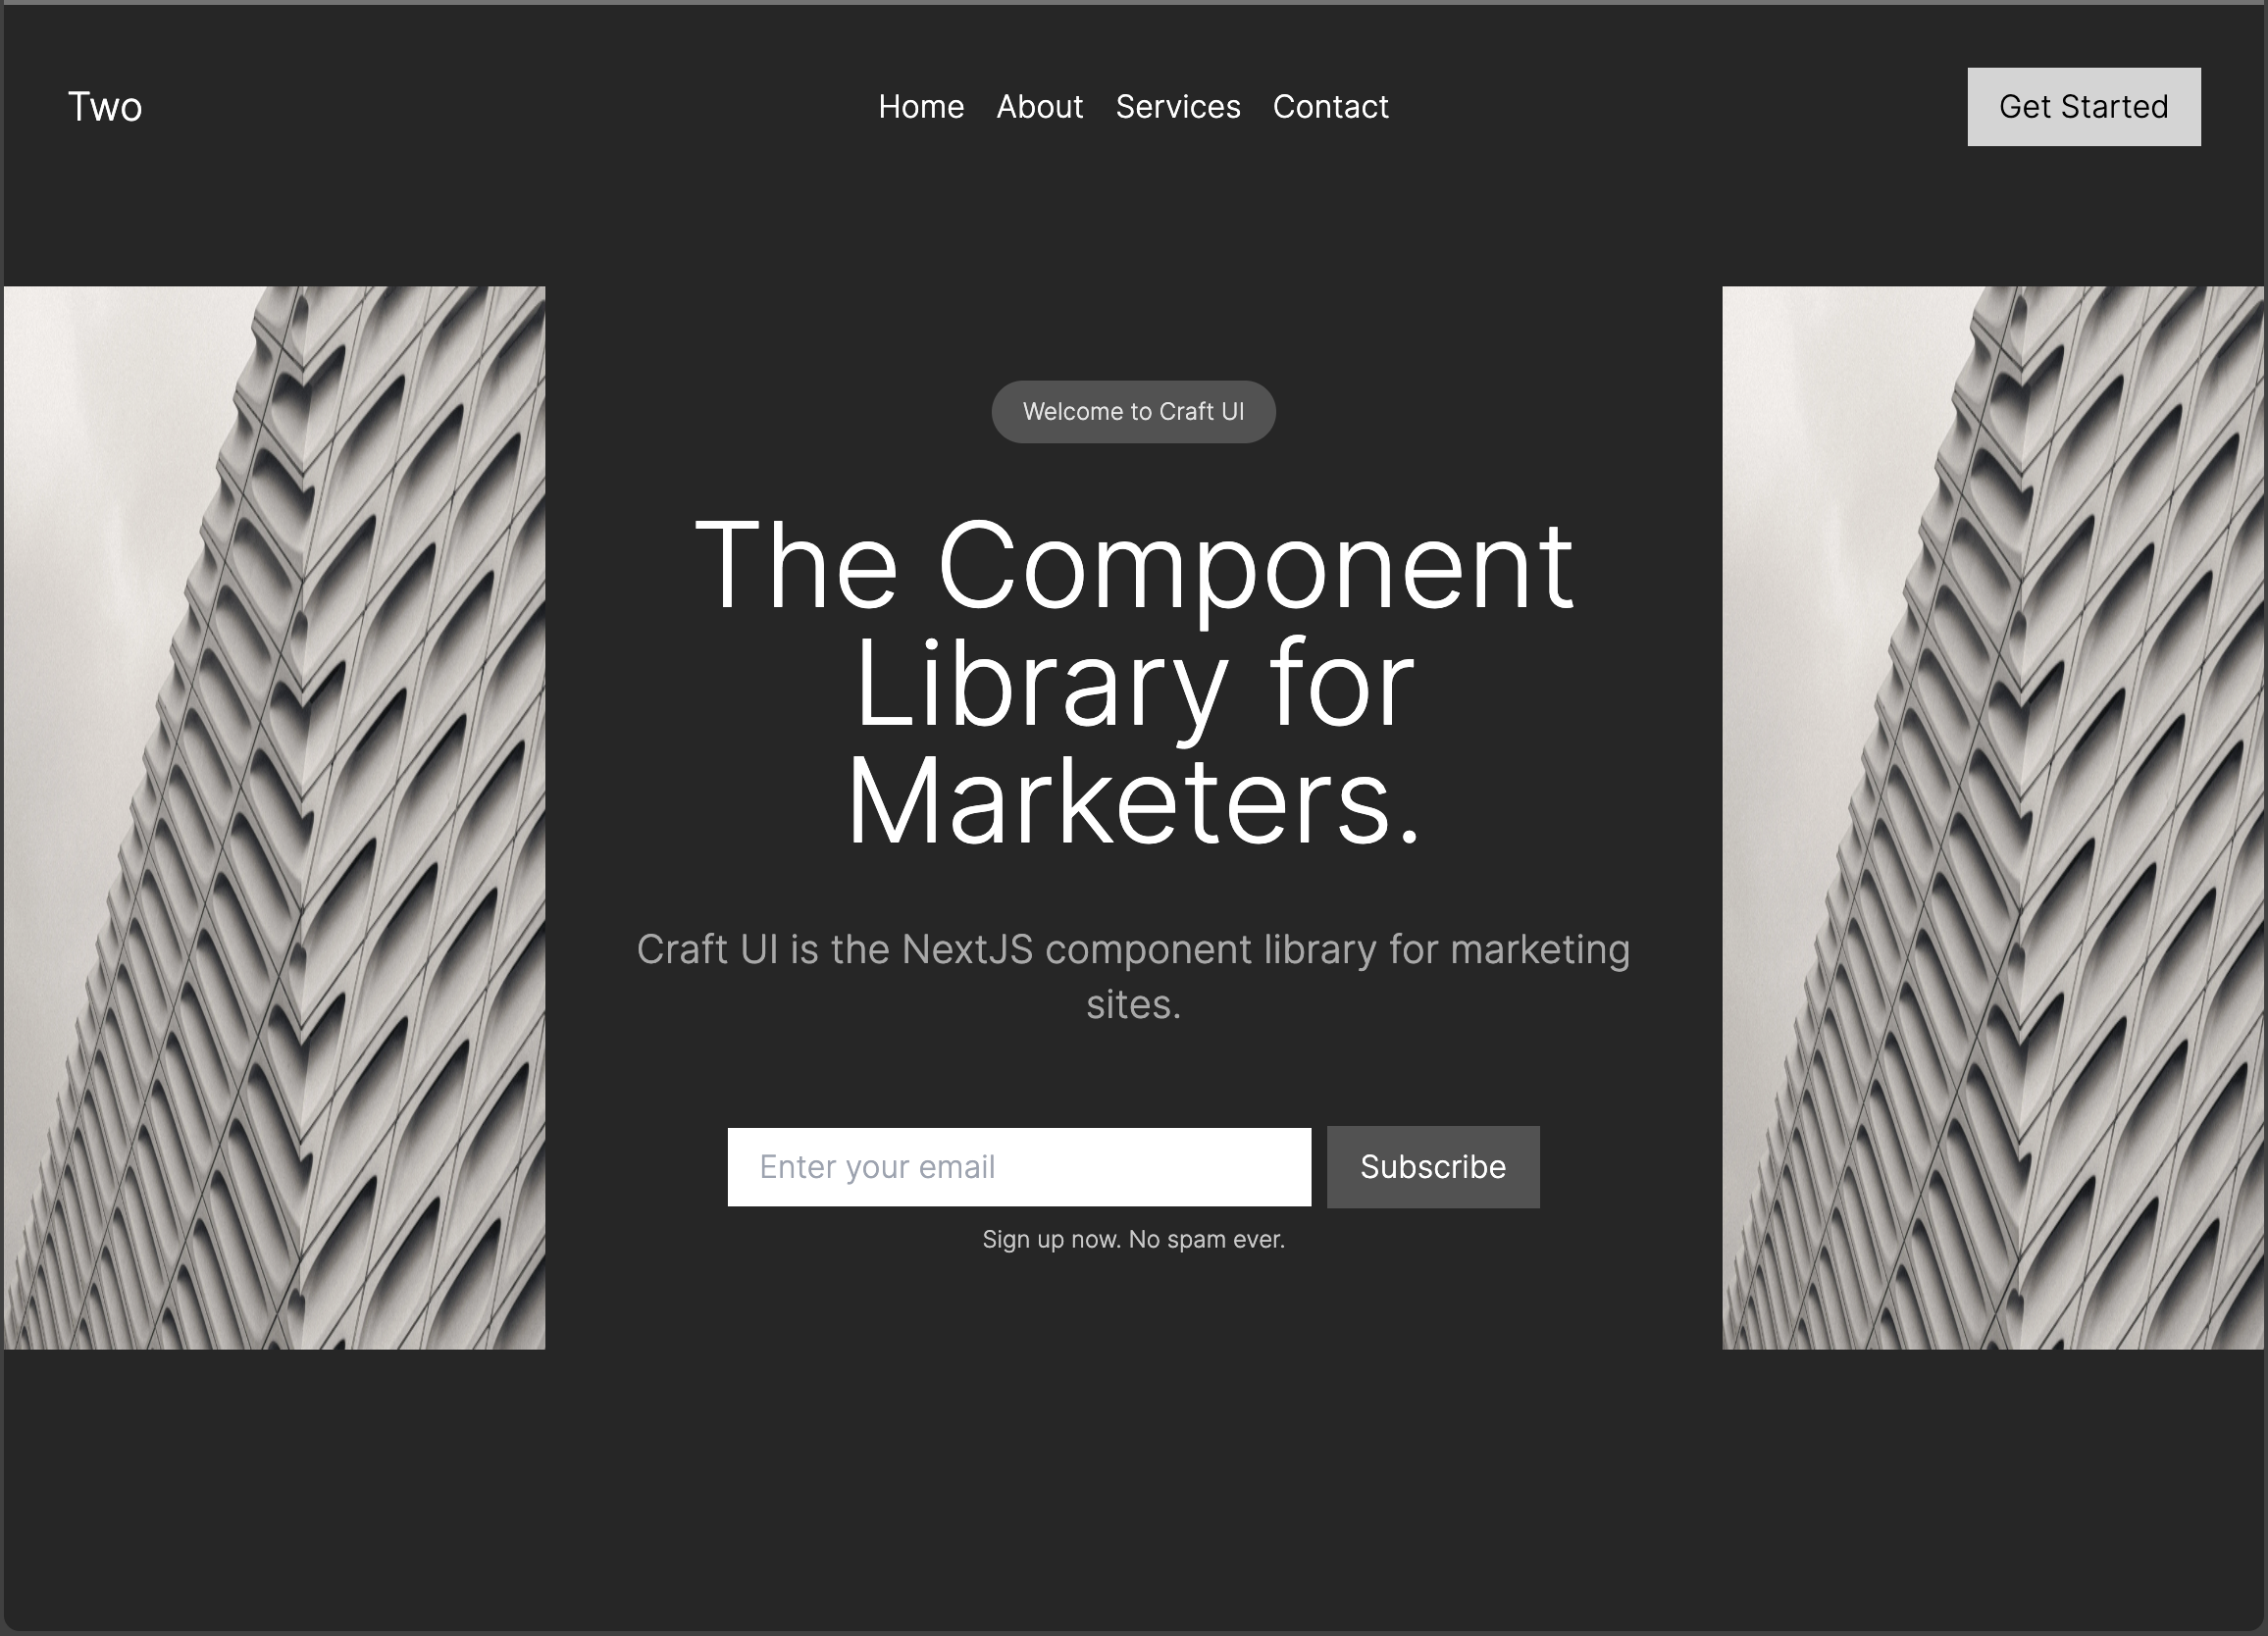 Two
Home About Services Contact
Get Started
Welcome to Craft UI
The Component
Library for
Marketers.
Craft UI is the NextJS component library for marketing
sites.
Enter your email
Subscribe
Sign up now. No spam ever.